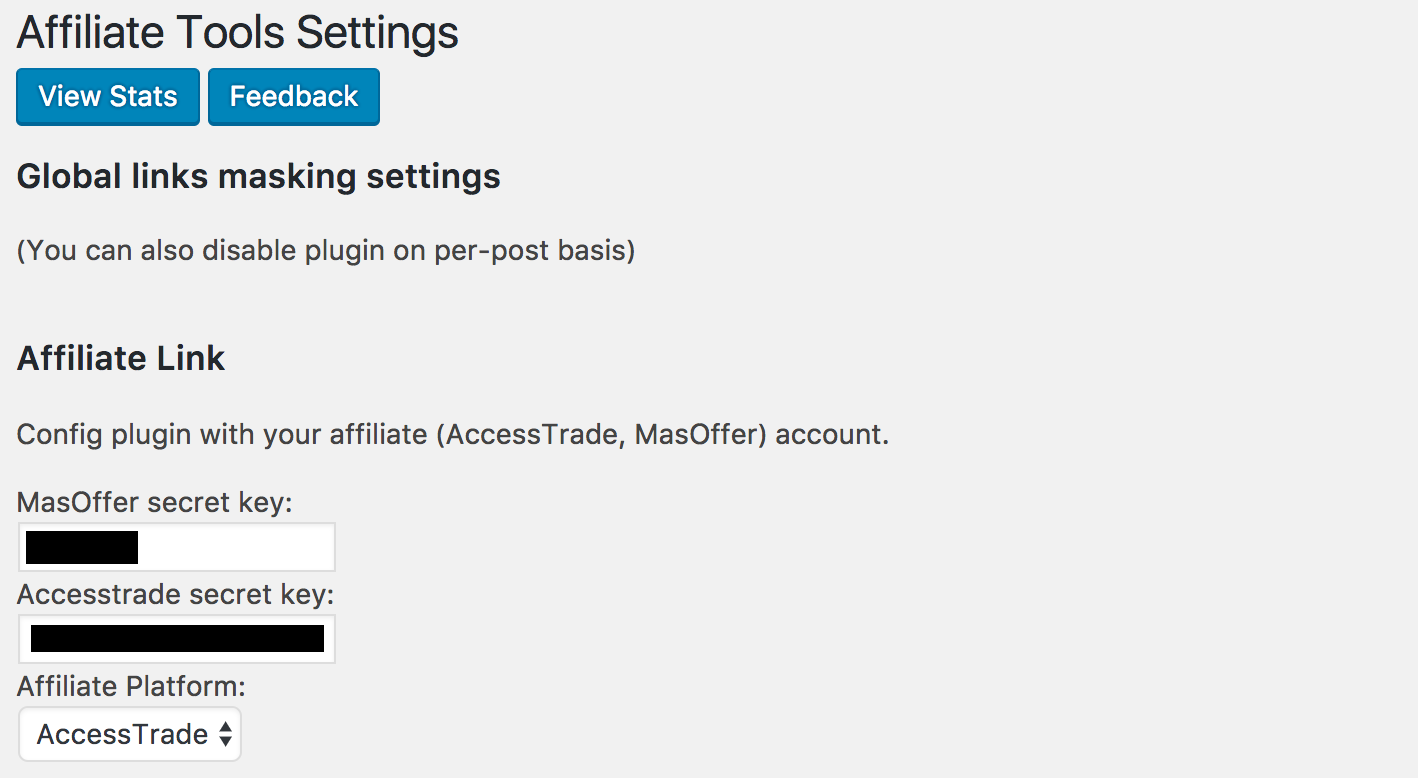 Affiliate Tools Settings
View Stats Feedback
Global links masking settings
(You can also disable plugin on per-post basis)
Affiliate Link
Config plugin with your affiliate (AccessTrade, MasOffer) account.
MasOffer secret key:
Accesstrade secret key:
Affiliate Platform:
AccessTrade